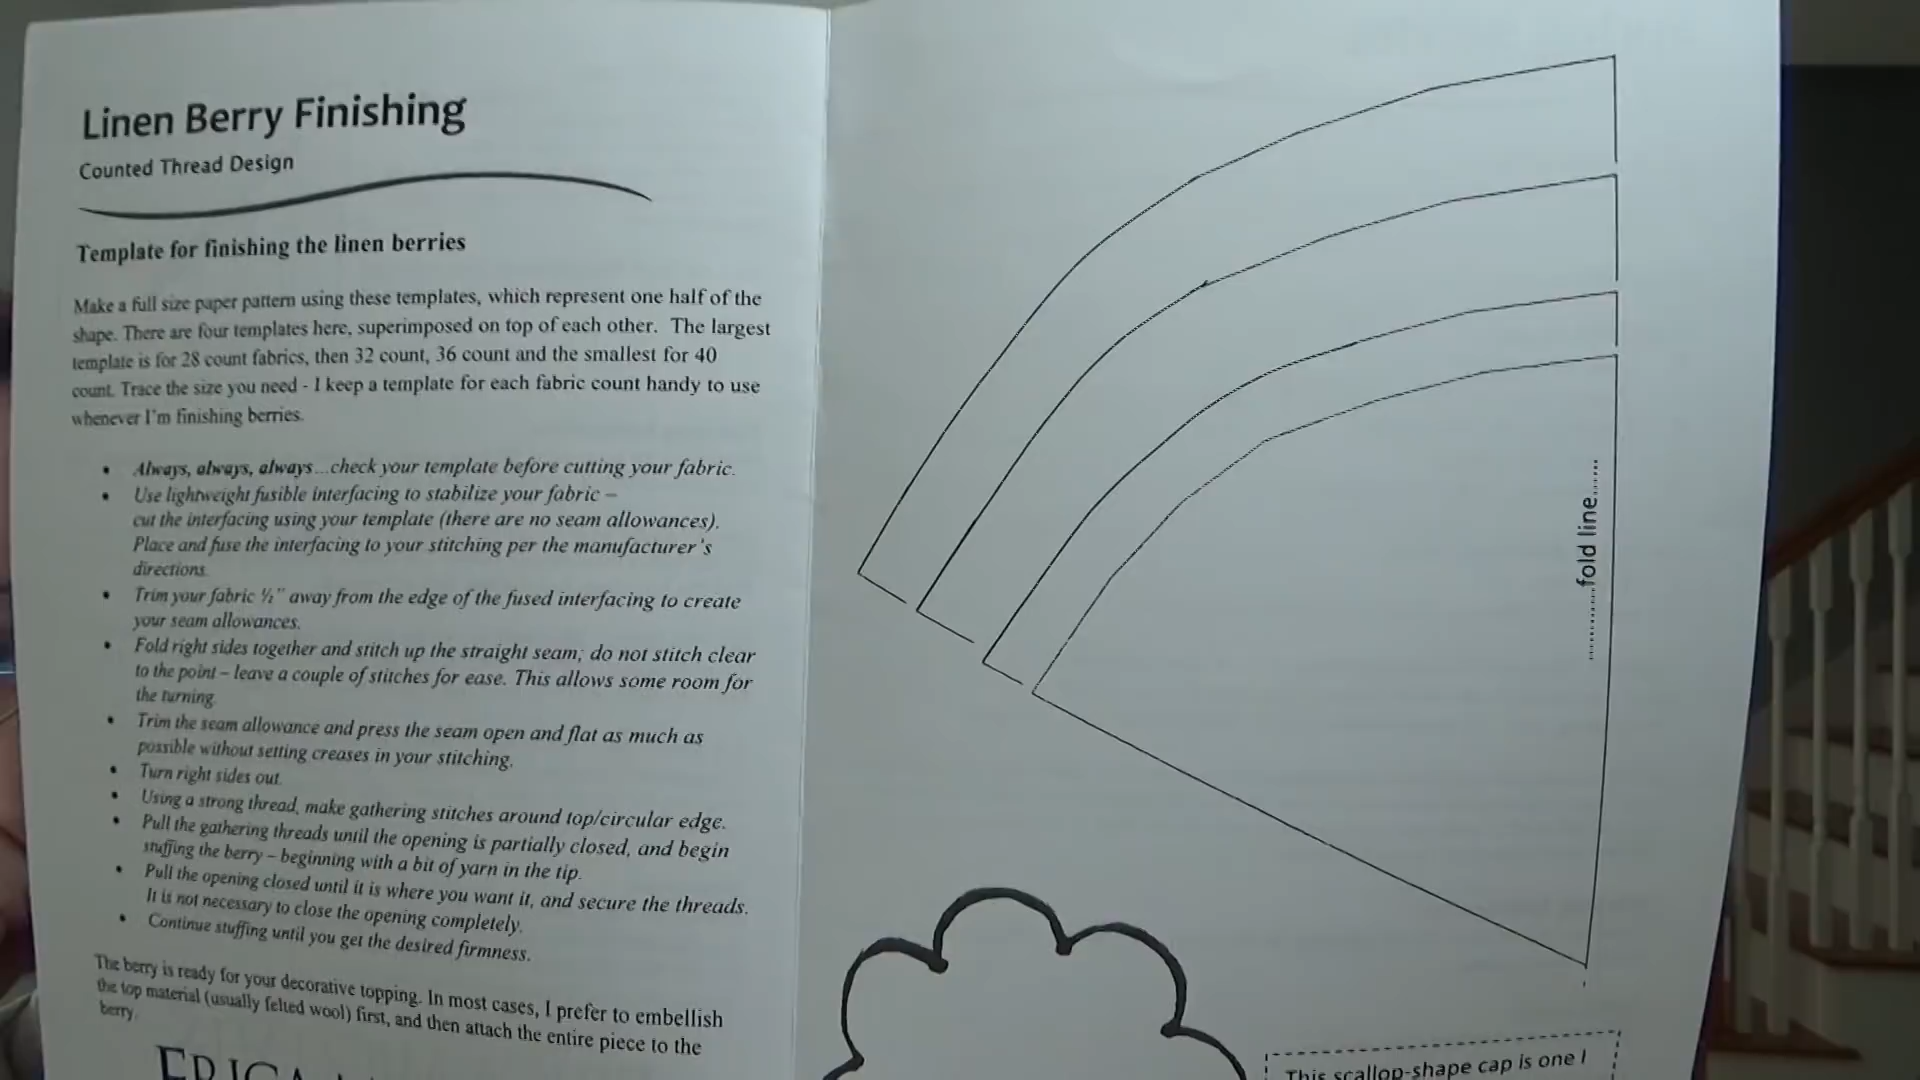 Linen Berry Finishing
Counted Thread Design
Template for finishing the linen berries
Make a full size paper pattern using these templates, which represent one half of the
shape. There are four templates here, superimposed on top of each other. The largest
template is for 28 count fabrics, then 32 count, 36 count and the smallest for 40
count. Trace the size you need - I keep a template for each fabric count handy to use
whenever I'm finishing berries.
• Always, always, always...check your template before cutting your fabric.
• Use lightweight fusible interfacing to stabilize your fabric –
cut the interfacing using your template (there are no seam allowances).
Place and fuse the interfacing to your stitching per the manufacturer's
directions.
• Trim your fabric ½" away from the edge of the fused interfacing to create
your seam allowances.
• Fold right sides together and stitch up the straight seam; do not stitch clear
to the point – leave a couple of stitches for ease. This allows some room for
the turning.
• Trim the seam allowance and press the seam open and flat as much as
possible without setting creases in your stitching.
• Turn right sides out.
• Using a strong thread, make gathering stitches around top/circular edge.
• Pull the gathering threads until the opening is partially closed, and begin
stuffing the berry – beginning with a bit of yarn in the tip.
• Pull the opening closed until it is where you want it, and secure the threads.
It is not necessary to close the opening completely.
• Continue stuffing until you get the desired firmness.
The berry is ready for your decorative topping. In most cases, I prefer to embellish
the top material (usually felted wool) first, and then attach the entire piece to the
berry.
ERICA
..........fold line......
This scallop-shape cap is one I